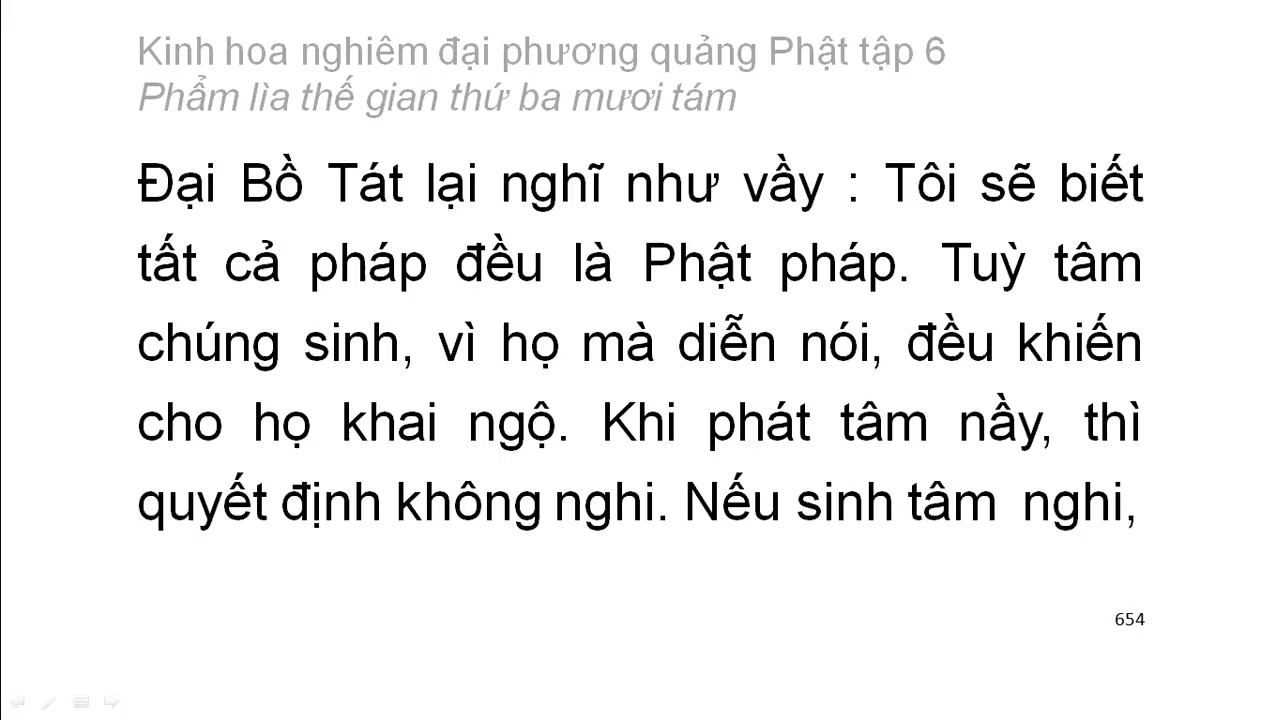 Kinh hoa nghiêm đại phương quảng Phật tập 6
Phẩm lìa thế gian thứ ba mươi tám
Đại Bồ Tát lại nghĩ như vầy : Tôi sẽ biết
tất cả pháp đều là Phật pháp. Tuỳ tâm
chúng sinh, vì họ mà diễn nói, đều khiến
cho họ khai ngộ. Khi phát tâm nầy, thì
quyết định không nghi. Nếu sinh tâm nghi,
654